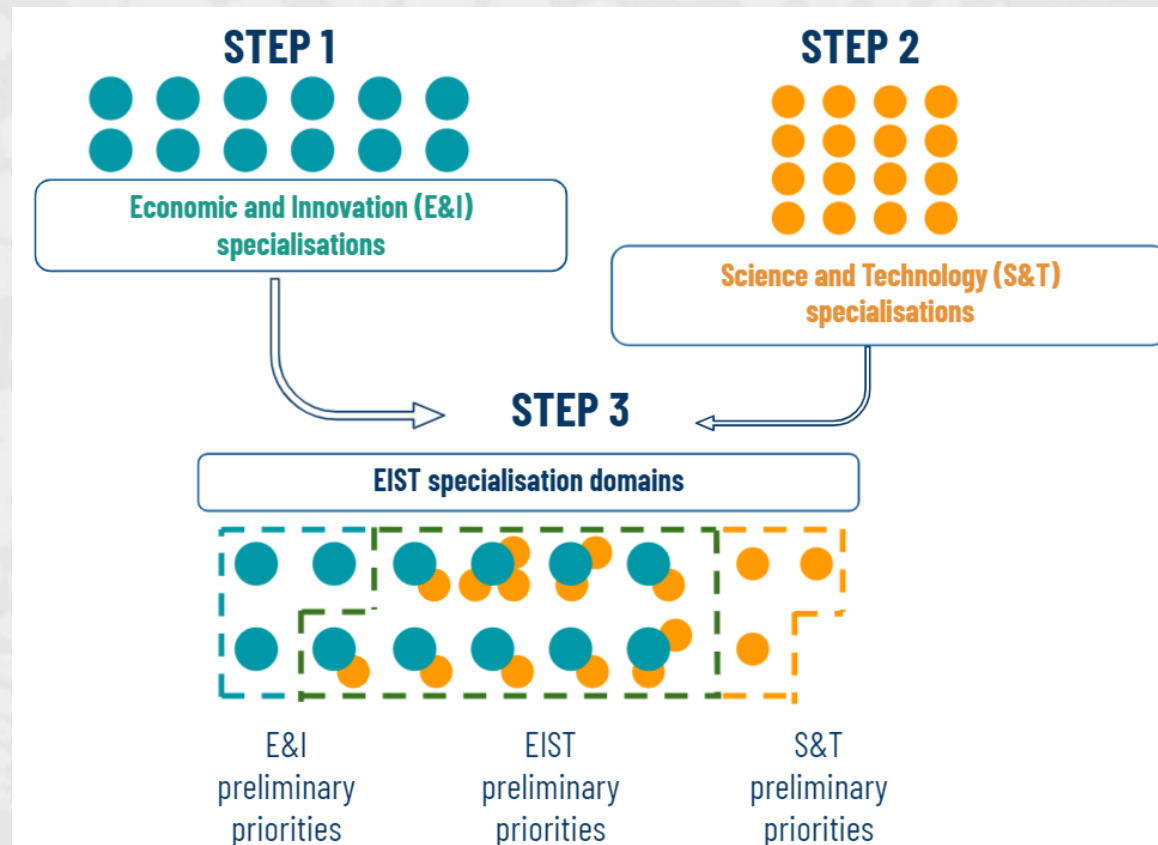 STEP 1
STEP 2
Economic and Innovation (E&I)
specialisations
Science and Technology (S&T)
specialisations
STEP 3
EIST specialisation domains
E&I
preliminary
priorities
EIST
preliminary
priorities
S&T
preliminary
priorities